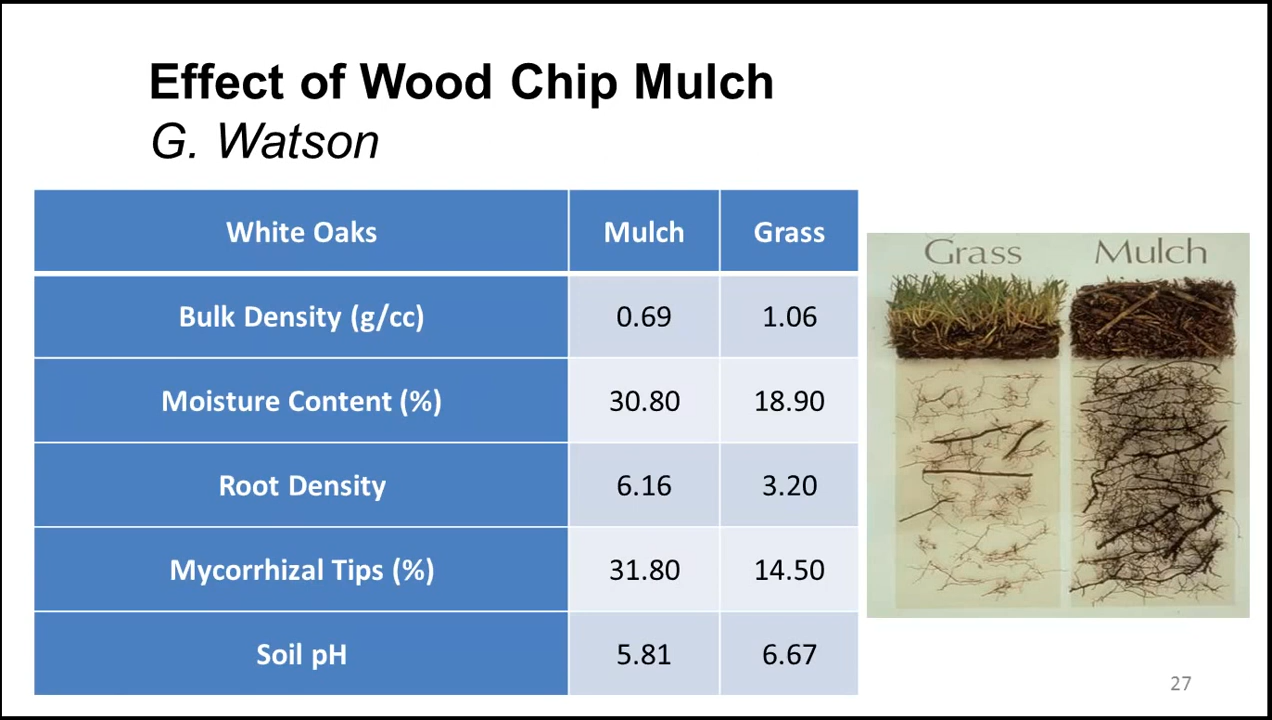 Effect of Wood Chip Mulch
G. Watson
White Oaks Mulch Grass
Bulk Density (g/cc) 0.69 1.06
Moisture Content (%) 30.80 18.90
Root Density 6.16 3.20
Mycorrhizal Tips (%) 31.80 14.50
Soil pH 5.81 6.67
Grass Mulch
27